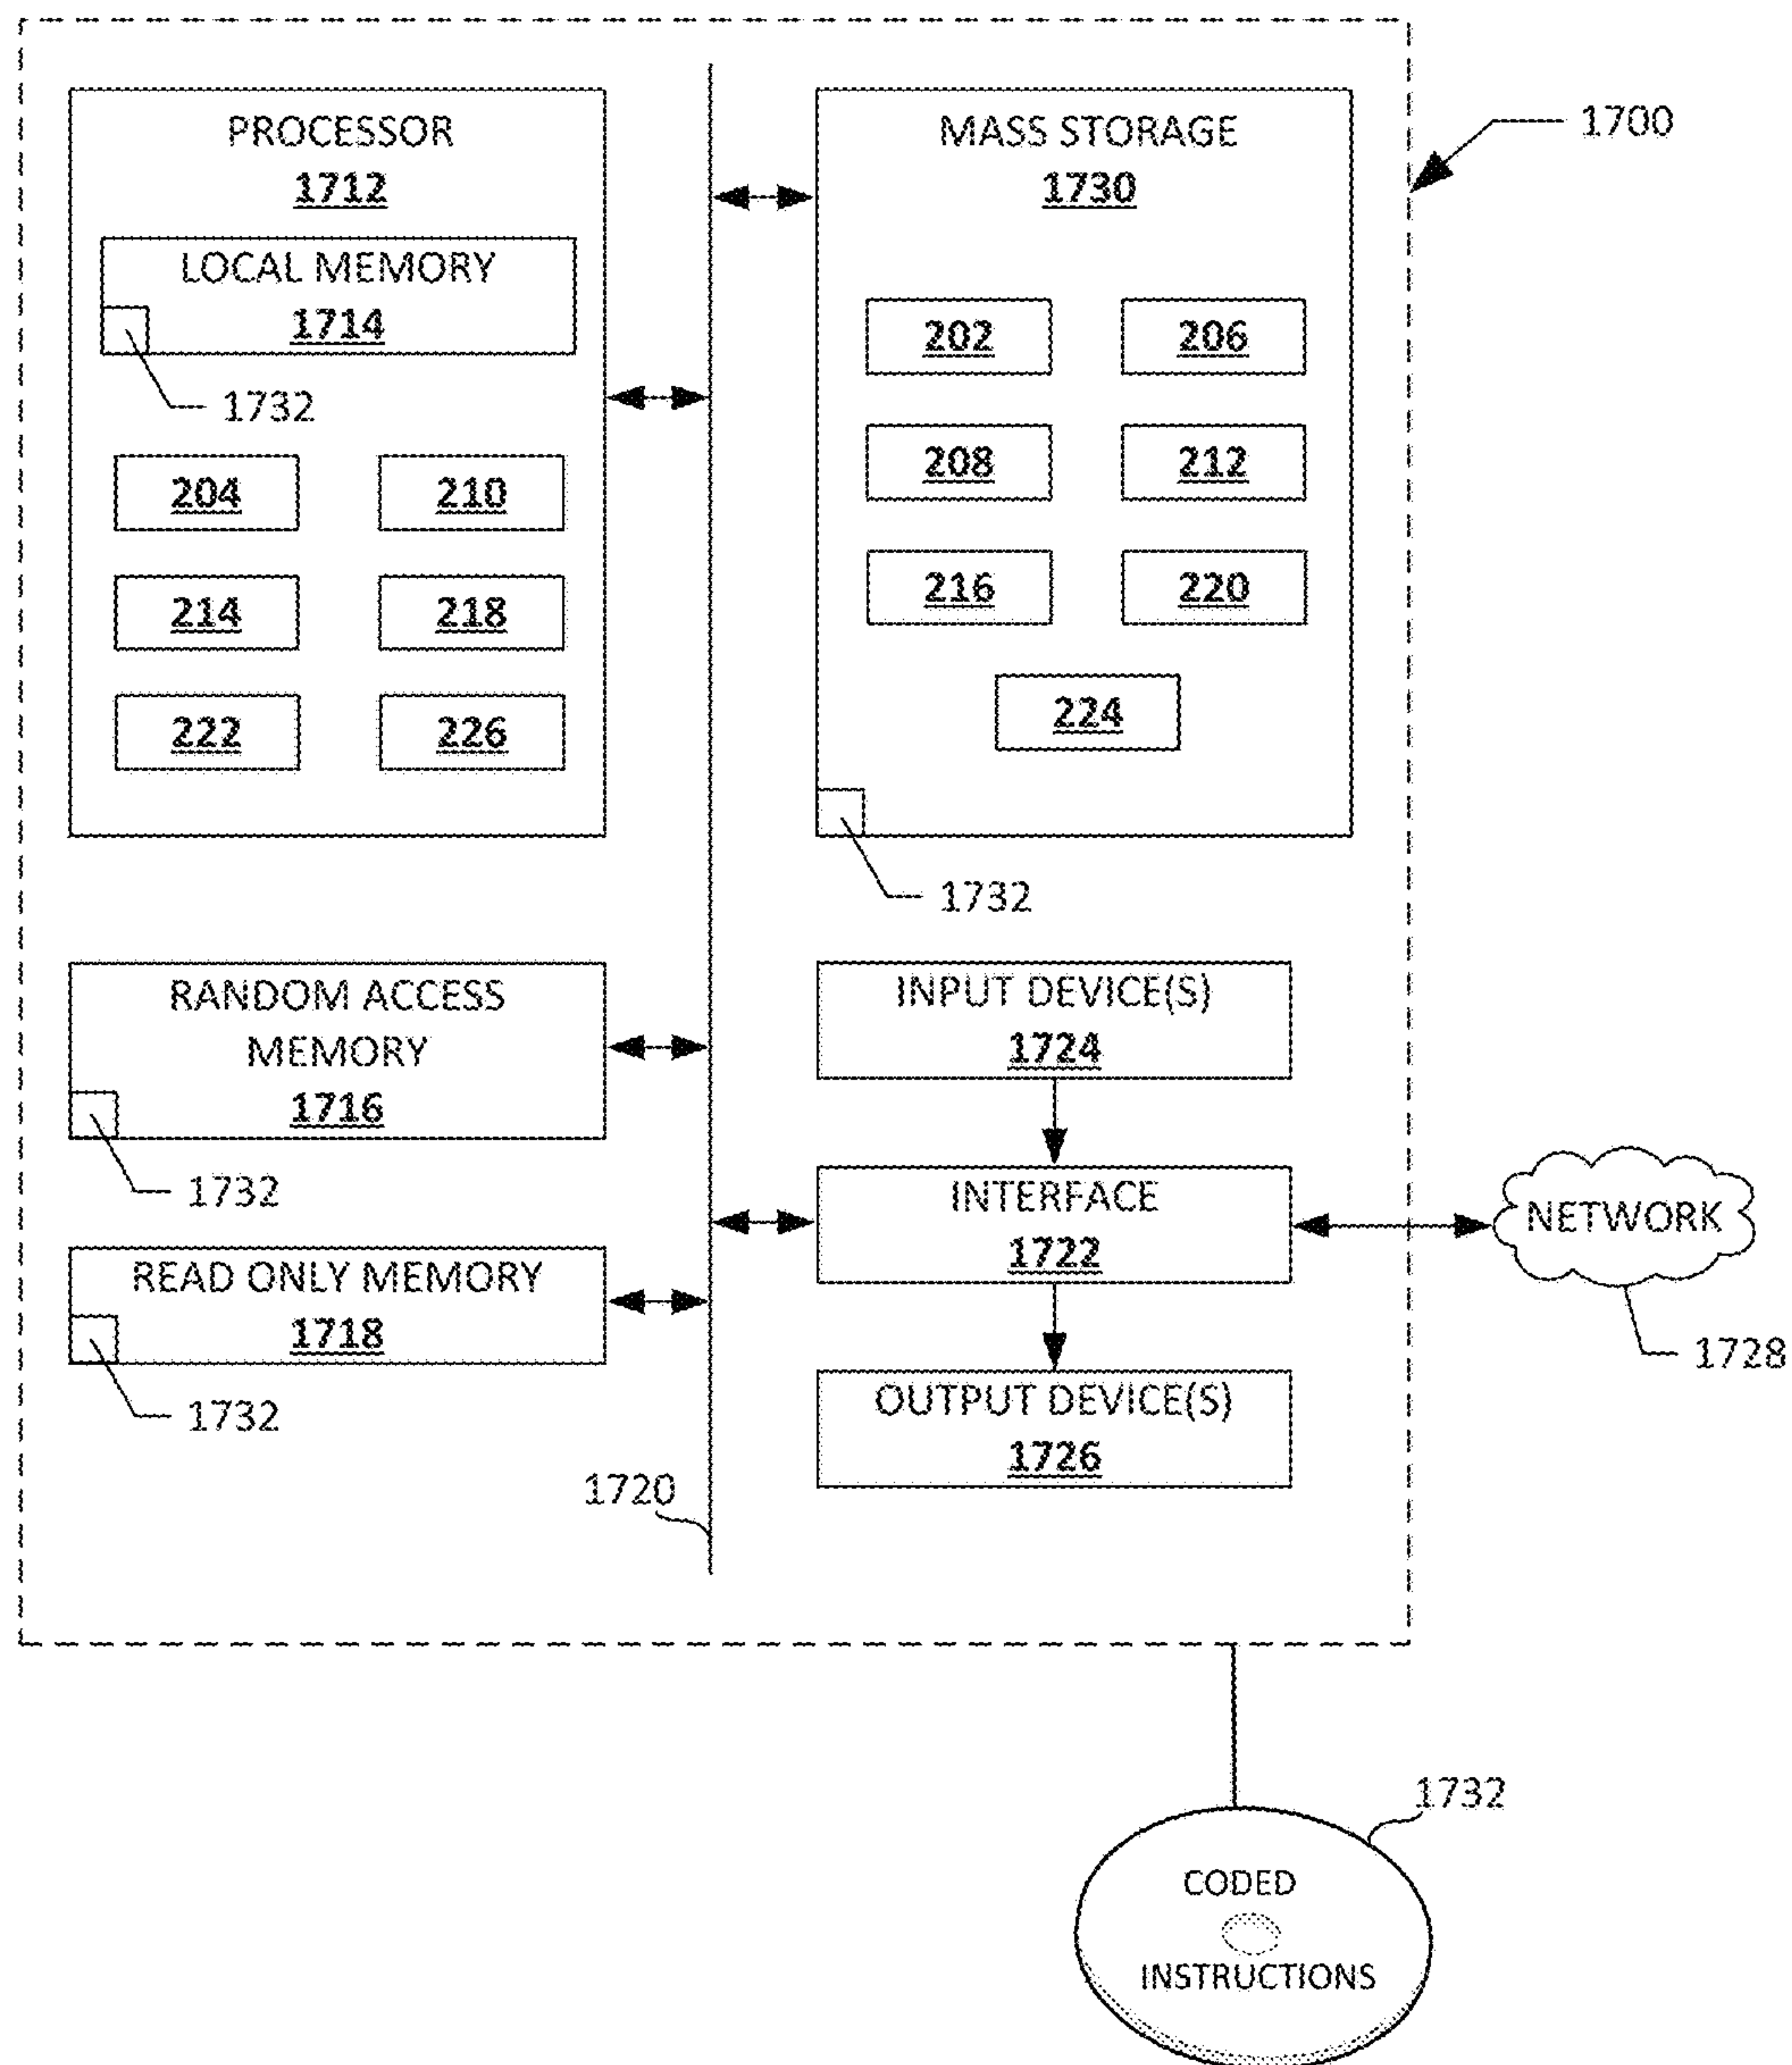 PROCESSOR
1712
LOCAL MEMORY
1714
1732
204
210
214
218
222
226
MASS STORAGE
1730
202
206
208
212
216
220
224
1732
1700
RANDOM ACCESS
MEMORY
1716
1732
READ ONLY MEMORY
1718
1732
INPUT DEVICE(S)
1724
INTERFACE
1722
OUTPUT DEVICE(S)
1726
1720
NETWORK
1728
1732
CODED
INSTRUCTIONS